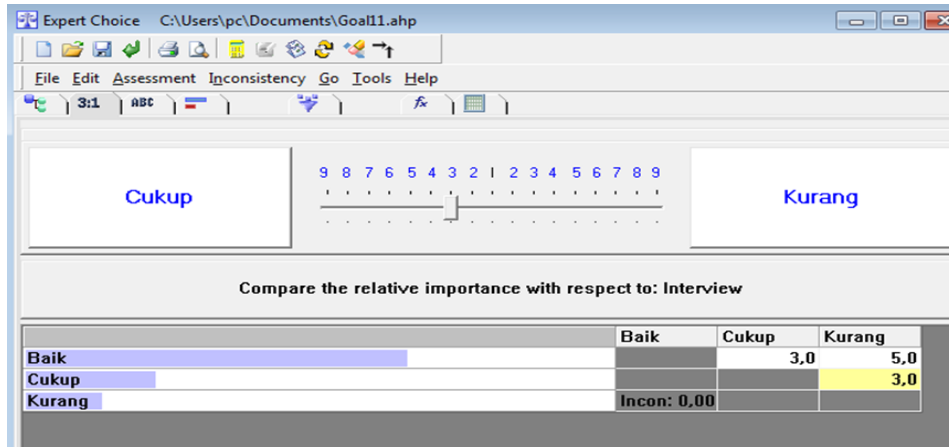 Expert Choice C:\Users\pc\Documents\Goal11.ahp
File Edit Assessment Inconsistency Go Tools Help
3:1 ABC fx
Cukup
9 8 7 6 5 4 3 2 1 2 3 4 5 6 7 8 9
Kurang
Compare the relative importance with respect to: Interview
Baik Cukup Kurang
Baik 3,0 5,0
Cukup 3,0
Kurang Incon: 0,00